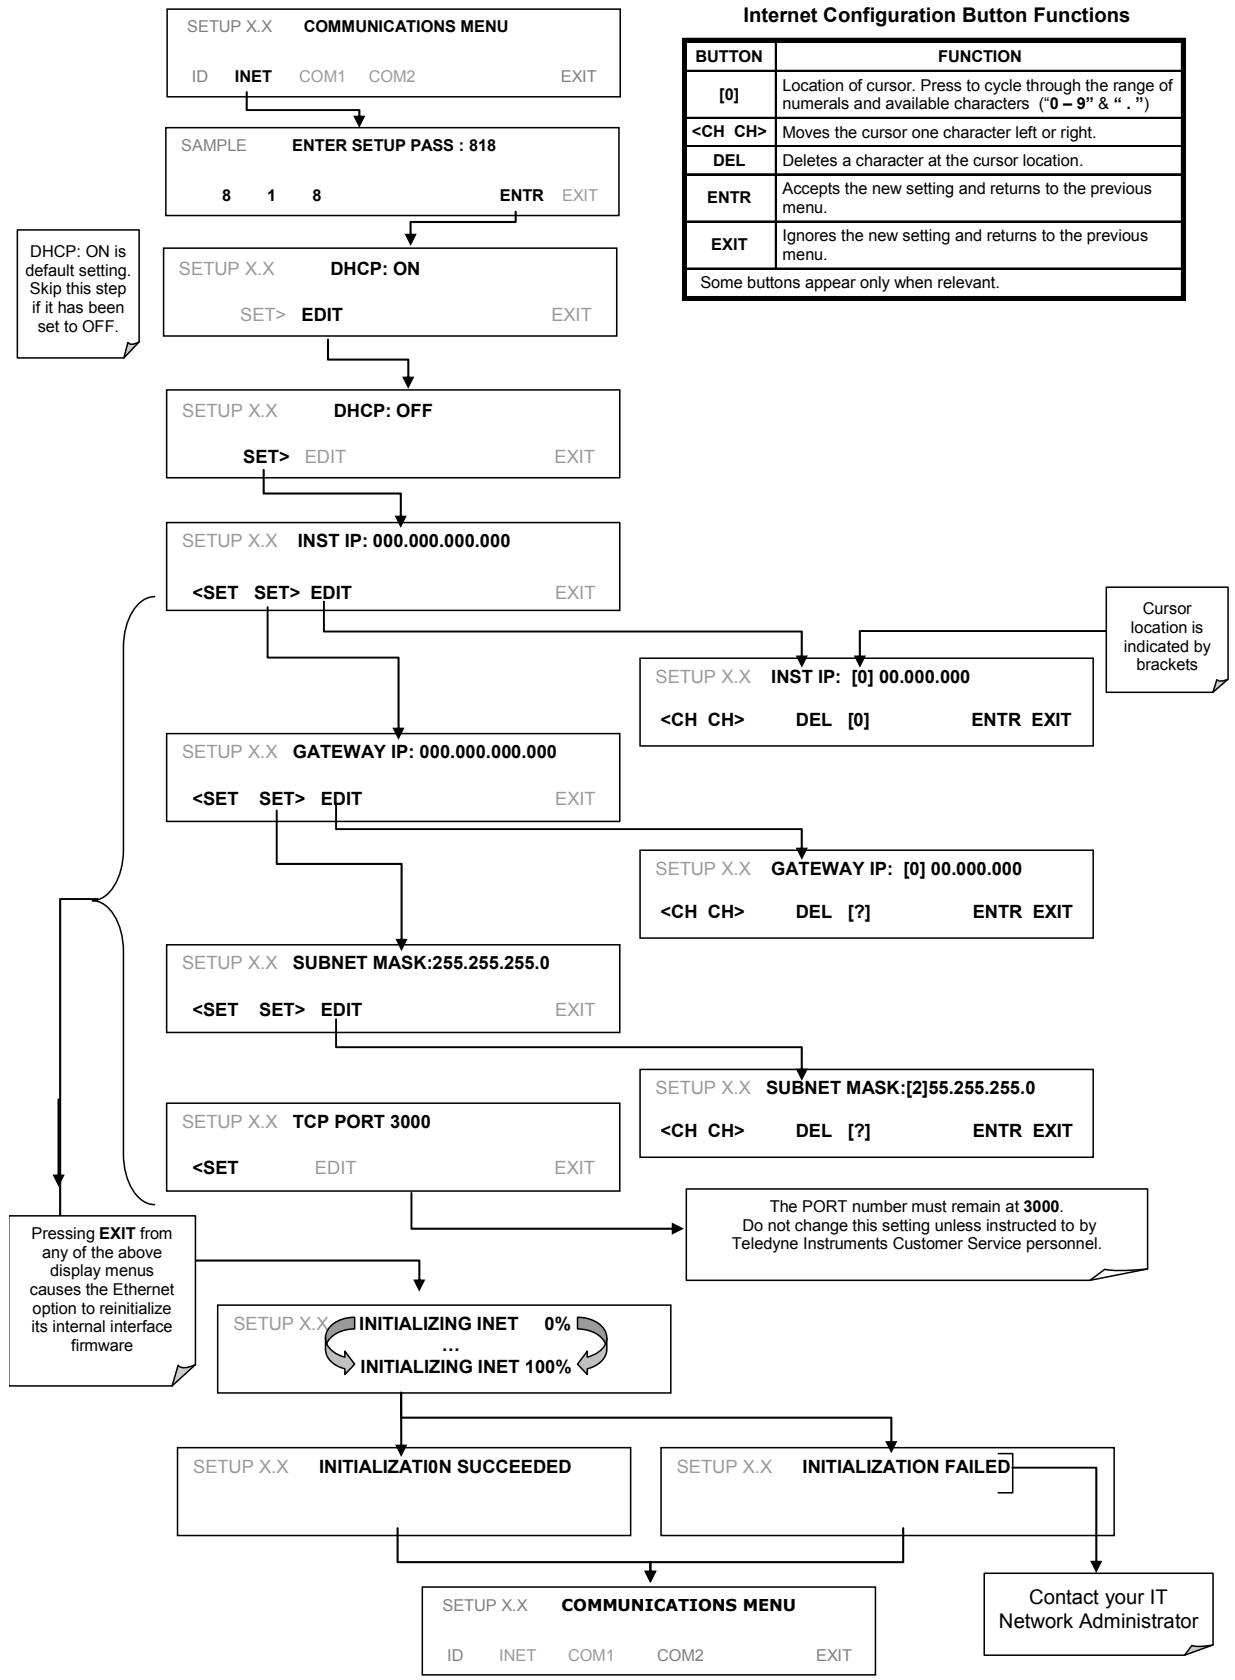 SETUP X.X COMMUNICATIONS MENU
ID INET COM1 COM2 EXIT
Internet Configuration Button Functions
BUTTON FUNCTION
[0] Location of cursor. Press to cycle through the range of
numerals and available characters (“0 – 9” & “ . ”)
<CH CH> Moves the cursor one character left or right.
DEL Deletes a character at the cursor location.
ENTR Accepts the new setting and returns to the previous
menu.
EXIT Ignores the new setting and returns to the previous
menu.
Some buttons appear only when relevant.
SAMPLE ENTER SETUP PASS : 818
8 1 8 ENTR EXIT
DHCP: ON is
default setting.
Skip this step
if it has been
set to OFF.
SETUP X.X DHCP: ON
SET> EDIT EXIT
SETUP X.X DHCP: OFF
SET> EDIT EXIT
SETUP X.X INST IP: 000.000.000.000
<SET SET> EDIT EXIT
Cursor
location is
indicated by
brackets
SETUP X.X INST IP: [0] 00.000.000
<CH CH> DEL [0] ENTR EXIT
SETUP X.X GATEWAY IP: 000.000.000.000
<SET SET> EDIT EXIT
SETUP X.X GATEWAY IP: [0] 00.000.000
<CH CH> DEL [?] ENTR EXIT
SETUP X.X SUBNET MASK:255.255.255.0
<SET SET> EDIT EXIT
SETUP X.X SUBNET MASK:[2]55.255.255.0
<CH CH> DEL [?] ENTR EXIT
SETUP X.X TCP PORT 3000
<SET EDIT EXIT
The PORT number must remain at 3000.
Do not change this setting unless instructed to by
Teledyne Instruments Customer Service personnel.
Pressing EXIT from
any of the above
display menus
causes the Ethernet
option to reinitialize
its internal interface
firmware
SETUP X.X INITIALIZING INET 0%
…
INITIALIZING INET 100%
SETUP X.X INITIALIZATI0N SUCCEEDED
SETUP X.X INITIALIZATION FAILED
Contact your IT
Network Administrator
SETUP X.X COMMUNICATIONS MENU
ID INET COM1 COM2 EXIT